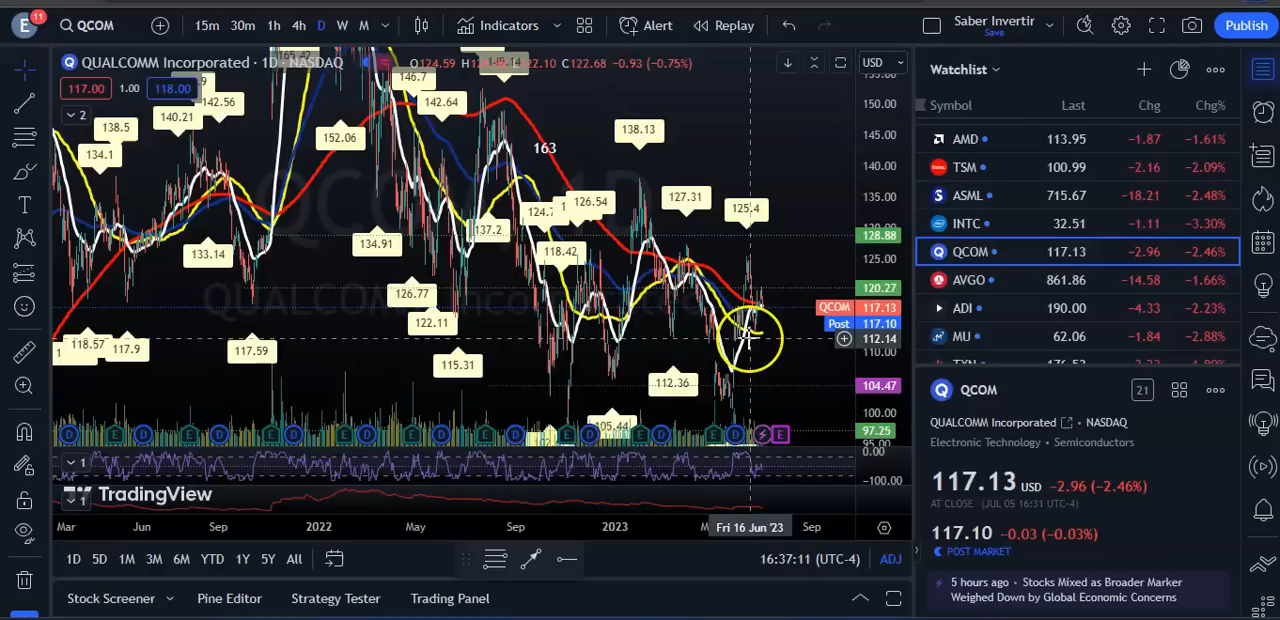 E 11 QCOM 15m 30m 1h 4h D W M Indicators Alert Replay Saber Invertir Save Publish
QUALCOMM Incorporated · 1D · NASDAQ C122.68 −0.93 (−0.75%) USD
117.00 1.00 118.00
2
146.7
142.64
140.21
142.56
138.5
134.1
152.06
163
138.13
126.54
127.31
125.4
134.91
133.14
137.2
118.42
126.77
122.11
118.57
117.9
117.59
115.31
112.36
105.44
150.00
145.00
140.00
135.00
130.00
128.88
125.00
120.27
QCOM 117.13
Post 117.10
112.14
110.00
104.47
100.00
97.25
95.00
0.00
−100.00
1
1
TradingView
Mar Jun Sep 2022 May Sep 2023 Fri 16 Jun '23 Sep
1D 5D 1M 3M 6M YTD 1Y 5Y All 16:37:11 (UTC-4) ADJ
Stock Screener Pine Editor Strategy Tester Trading Panel
Watchlist
Symbol Last Chg Chg%
AMD 113.95 −1.87 −1.61%
TSM 100.99 −2.16 −2.09%
ASML 715.67 −18.21 −2.48%
INTC 32.51 −1.11 −3.30%
QCOM 117.13 −2.96 −2.46%
AVGO 861.86 −14.58 −1.66%
ADI 190.00 −4.33 −2.23%
MU 62.06 −1.84 −2.88%
QCOM 21
QUALCOMM Incorporated · NASDAQ
Electronic Technology · Semiconductors
117.13 USD −2.96 (−2.46%)
AT CLOSE (JUL 05 16:31 UTC-4)
117.10 −0.03 (−0.03%)
POST MARKET
5 hours ago · Stocks Mixed as Broader Market
Weighed Down by Global Economic Concerns